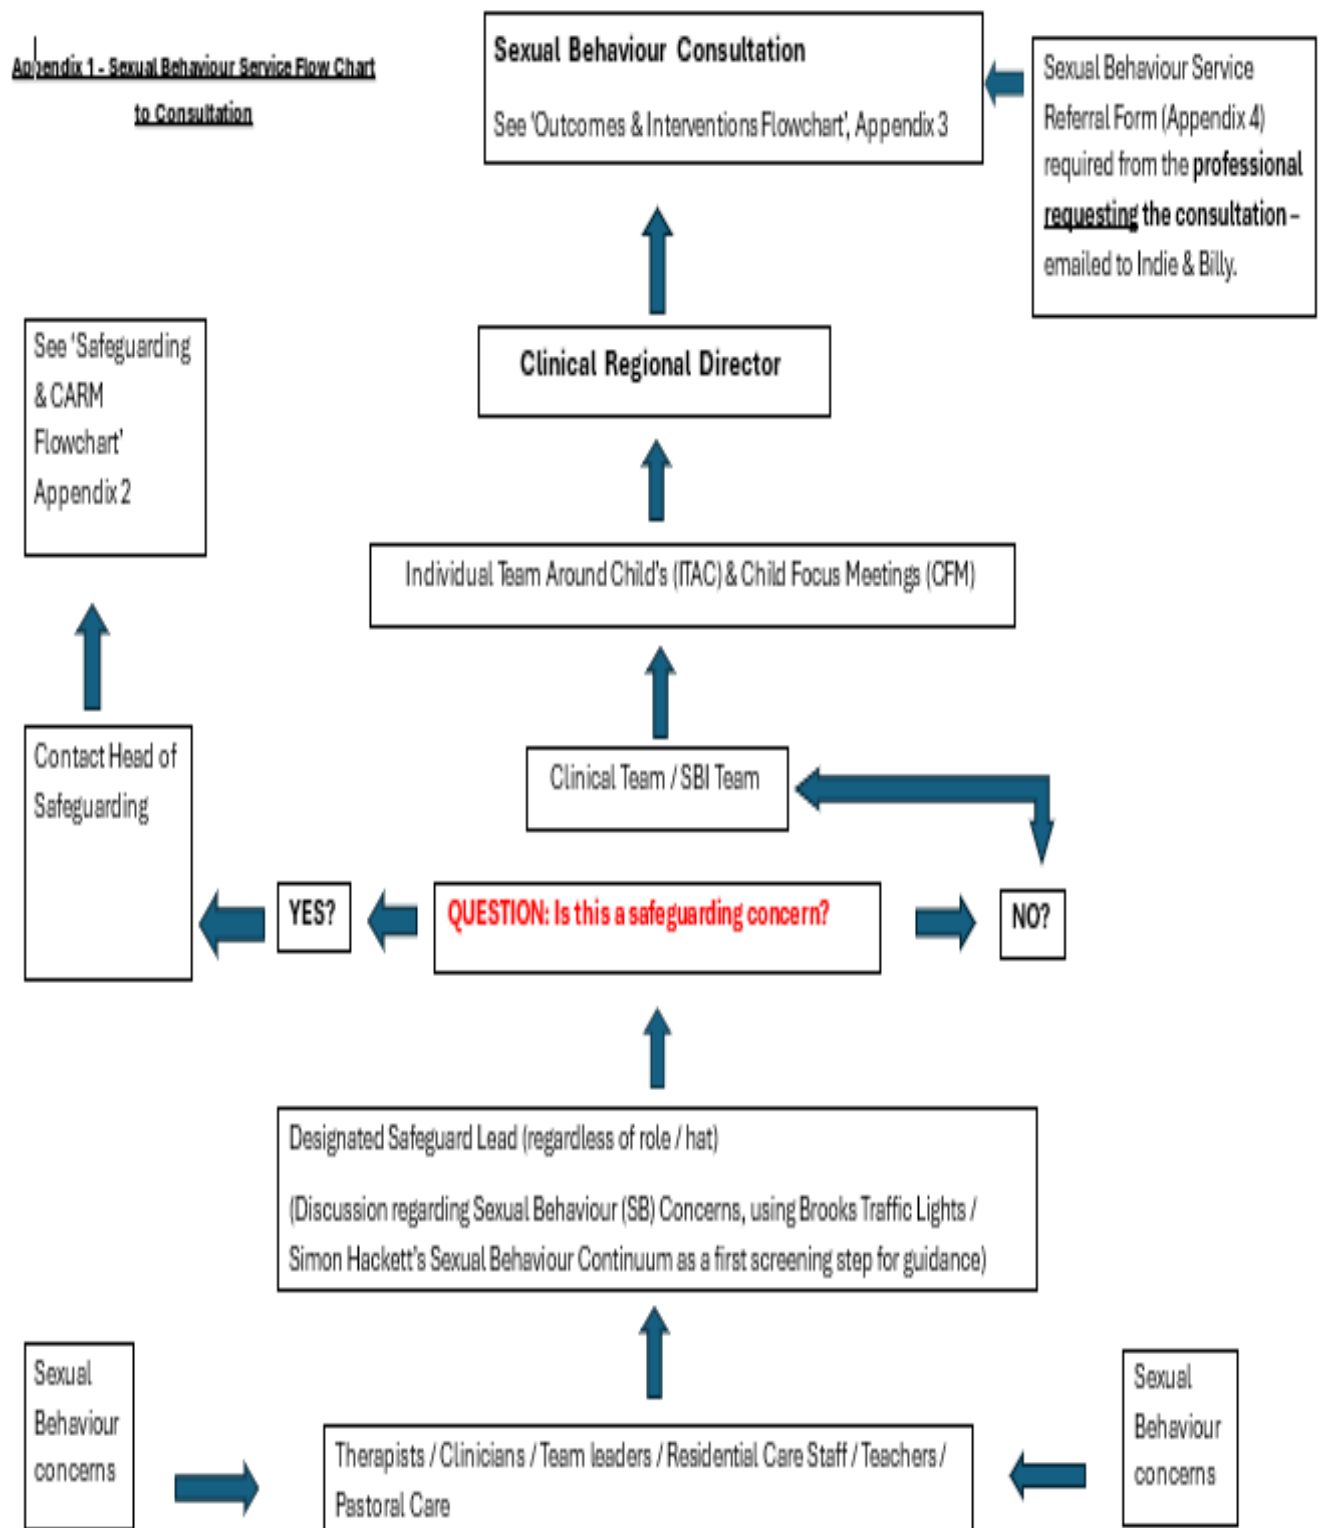 Appendix 1 - Sexual Behaviour Service Flow Chart
to Consultation
Sexual Behaviour Consultation
See 'Outcomes & Interventions Flowchart', Appendix 3
Sexual Behaviour Service
Referral Form (Appendix 4)
required from the professional
requesting the consultation –
emailed to Indie & Billy.
See 'Safeguarding
& CARM
Flowchart'
Appendix 2
Clinical Regional Director
Individual Team Around Child's (ITAC) & Child Focus Meetings (CFM)
Contact Head of
Safeguarding
Clinical Team / SBI Team
YES?
QUESTION: Is this a safeguarding concern?
NO?
Designated Safeguard Lead (regardless of role / hat)
(Discussion regarding Sexual Behaviour (SB) Concerns, using Brooks Traffic Lights /
Simon Hackett's Sexual Behaviour Continuum as a first screening step for guidance)
Sexual
Behaviour
concerns
Therapists / Clinicians / Team leaders / Residential Care Staff / Teachers /
Pastoral Care
Sexual
Behaviour
concerns